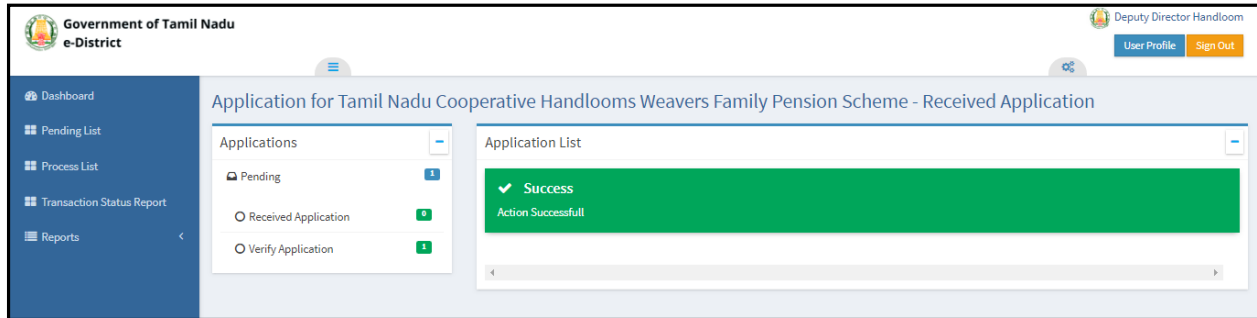 Government of Tamil Nadu
e-District
Deputy Director Handloom
User Profile
Sign Out
Dashboard
Pending List
Process List
Transaction Status Report
Reports
Application for Tamil Nadu Cooperative Handlooms Weavers Family Pension Scheme - Received Application
Applications
Pending 1
Received Application 0
Verify Application 1
Application List
Success
Action Successfull